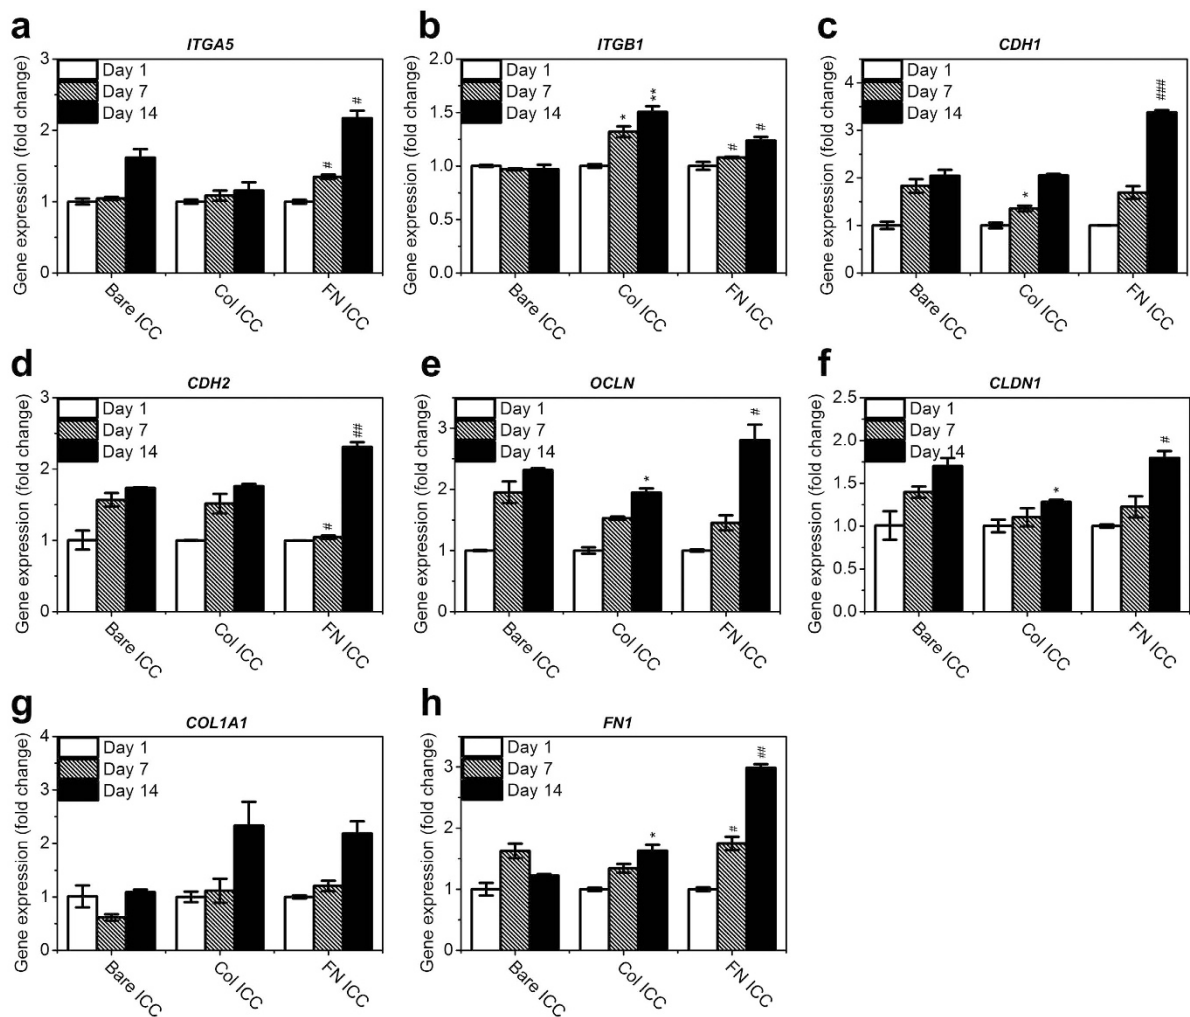 a
ITGA5
Gene expression (fold change)
3
2
1
0
Day 1
Day 7
Day 14
#
#
Bare ICC
Col ICC
FN ICC
b
ITGB1
Gene expression (fold change)
2.0
1.5
1.0
0.5
0.0
Day 1
Day 7
Day 14
*
**
#
#
Bare ICC
Col ICC
FN ICC
c
CDH1
Gene expression (fold change)
4
3
2
1
0
Day 1
Day 7
Day 14
*
###
Bare ICC
Col ICC
FN ICC
d
CDH2
Gene expression (fold change)
3
2
1
0
Day 1
Day 7
Day 14
#
##
Bare ICC
Col ICC
FN ICC
e
OCLN
Gene expression (fold change)
3
2
1
0
Day 1
Day 7
Day 14
*
#
Bare ICC
Col ICC
FN ICC
f
CLDN1
Gene expression (fold change)
2.5
2.0
1.5
1.0
0.5
0.0
Day 1
Day 7
Day 14
*
#
Bare ICC
Col ICC
FN ICC
g
COL1A1
Gene expression (fold change)
4
3
2
1
0
Day 1
Day 7
Day 14
Bare ICC
Col ICC
FN ICC
h
FN1
Gene expression (fold change)
3
2
1
0
Day 1
Day 7
Day 14
*
#
##
Bare ICC
Col ICC
FN ICC